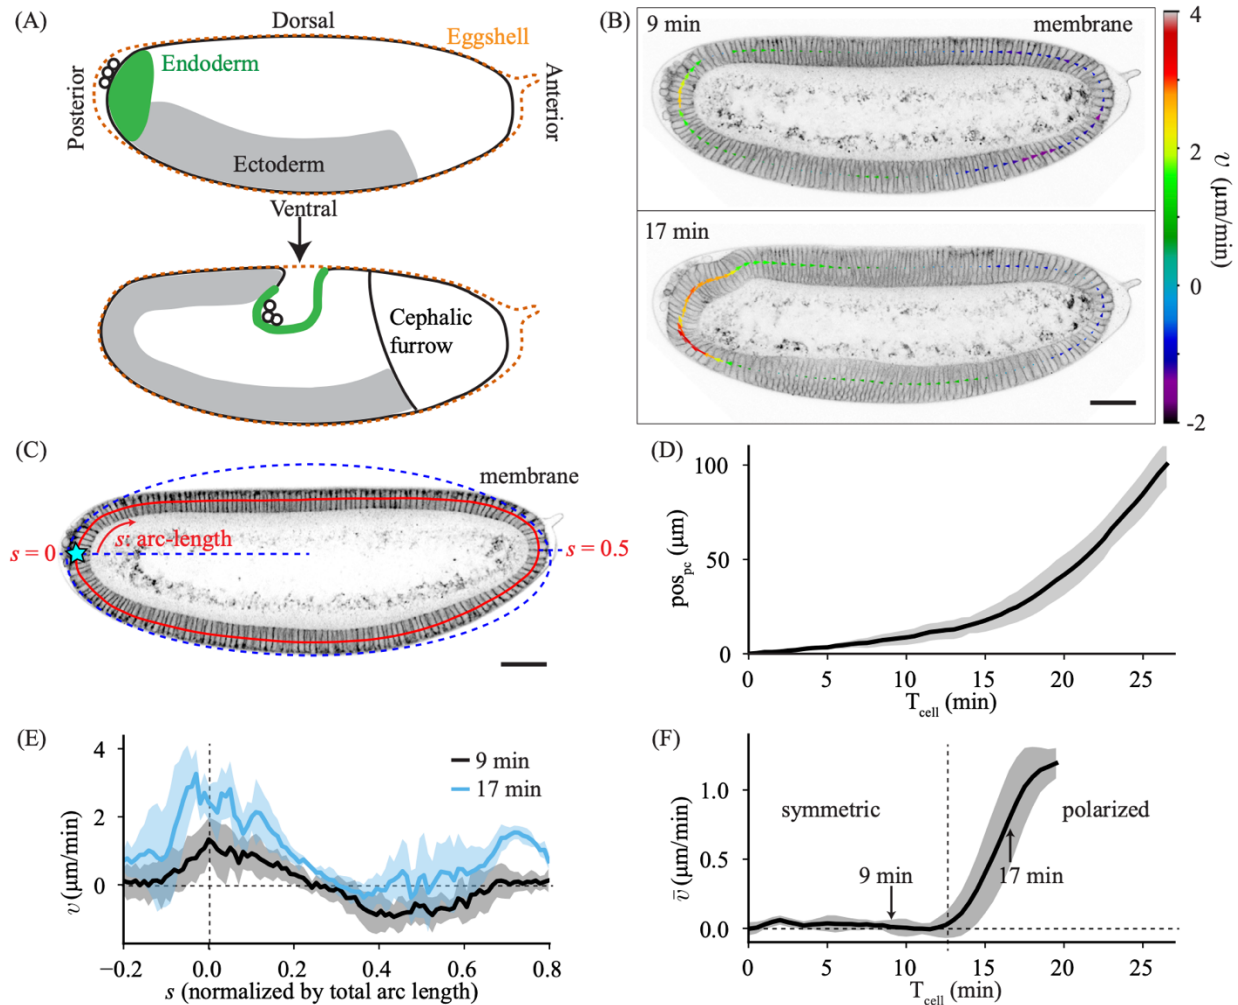 (A)
Dorsal
Eggshell
Endoderm
Posterior
Anterior
Ectoderm
Ventral
Cephalic
furrow
(B)
9 min
membrane
17 min
4
2
0
-2
υ (μm/min)
(C)
membrane
s = 0
s: arc-length
s = 0.5
(D)
100
50
0
pos_pc (μm)
0 5 10 15 20 25
T_cell (min)
(E)
4
2
0
υ (μm/min)
9 min
17 min
−0.2 0.0 0.2 0.4 0.6 0.8
s (normalized by total arc length)
(F)
1.0
0.5
0.0
ῡ (μm/min)
symmetric
polarized
9 min
17 min
0 5 10 15 20 25
T_cell (min)